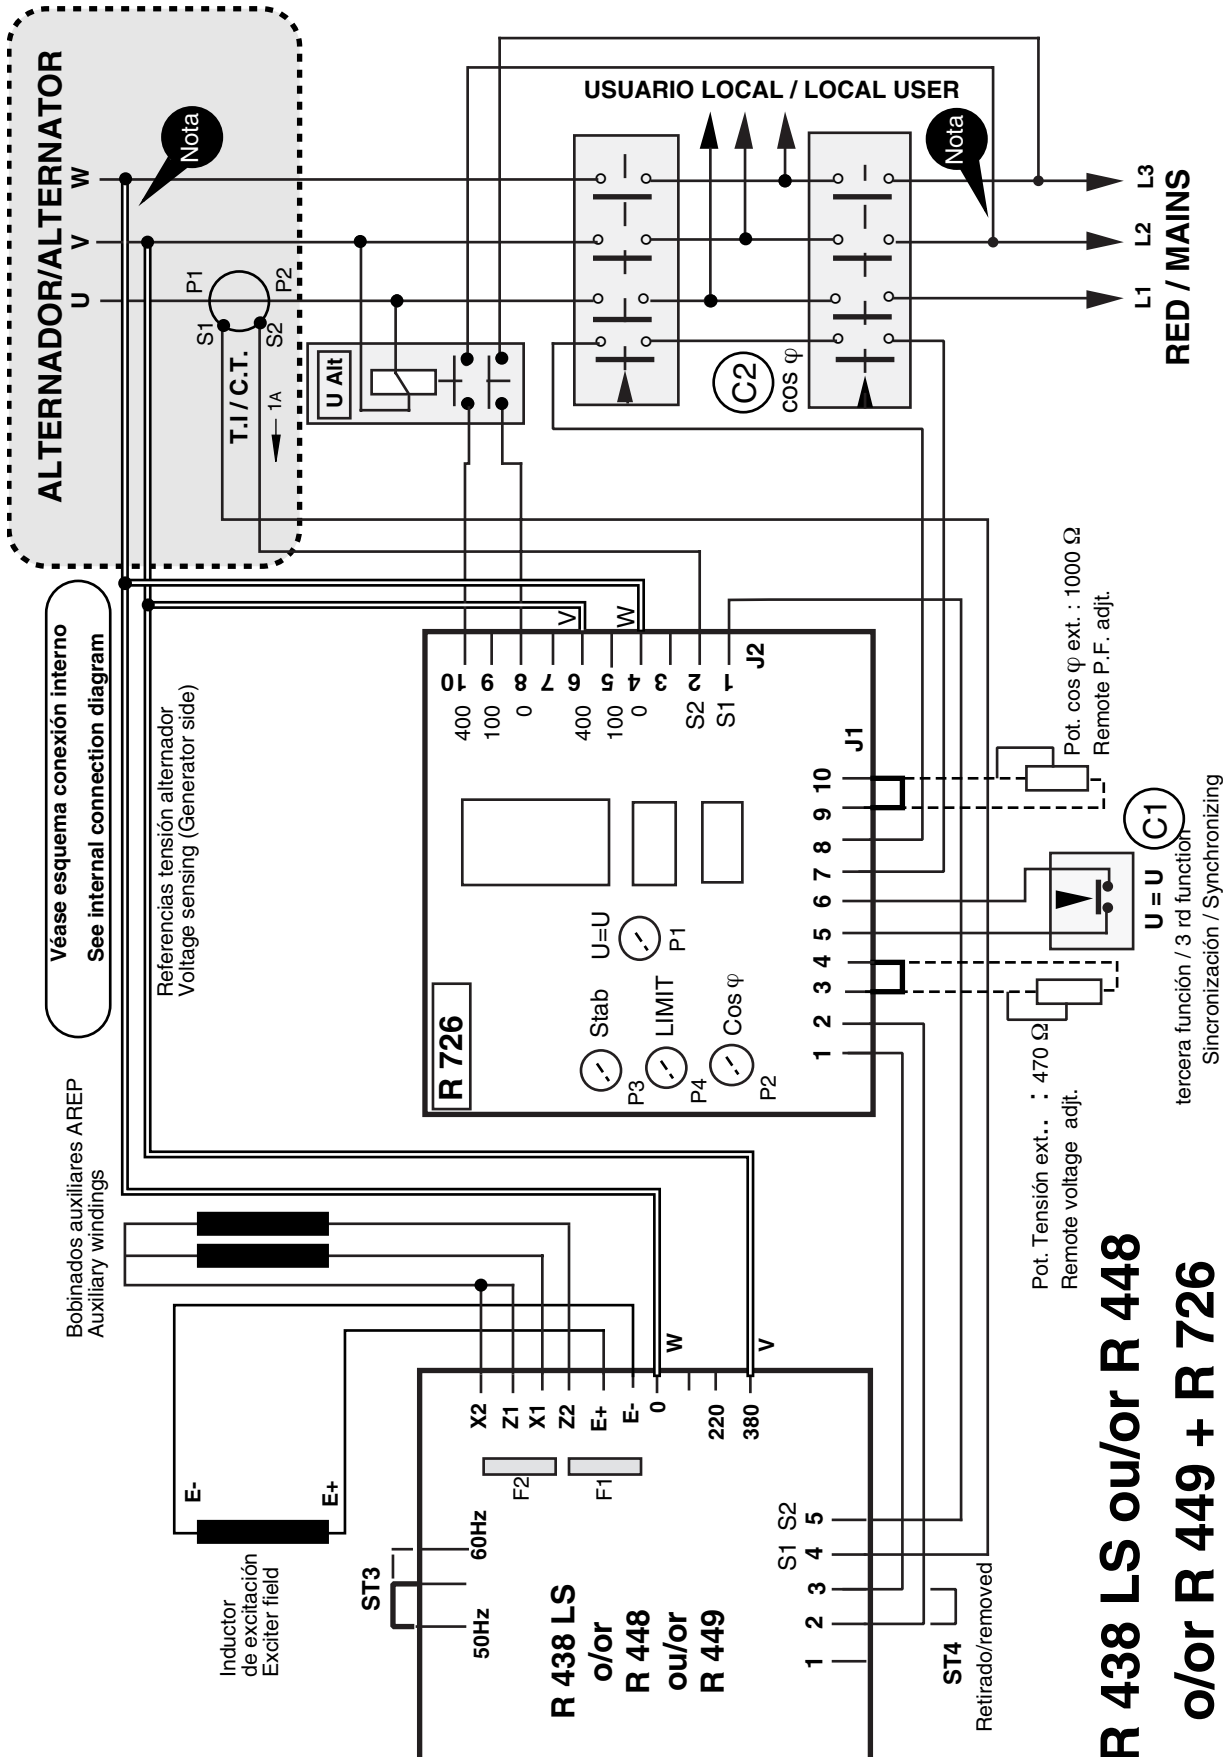 ALTERNADOR/ALTERNATOR
W
V
U
Nota
P1
P2
S1
S2
T.I / C.T.
1A
Véase esquema conexión interno
See internal connection diagram
Referencias tensión alternador
Voltage sensing (Generator side)
Bobinados auxiliares AREP
Auxiliary windings
Inductor
de excitación
Exciter field
E-
E+
U Alt
USUARIO LOCAL / LOCAL USER
C2
cos φ
Nota
L1
L2
L3
RED / MAINS
R 726
Stab
P3
LIMIT
P4
Cos φ
P2
U=U
P1
V
W
10
9
8
7
6
5
4
3
2
1
400
100
0
400
100
0
S2
S1
J2
J1
1
2
3
4
5
6
7
8
9
10
Pot. cos φ ext. : 1000 Ω
Remote P.F. adjt.
C1
U = U
tercera función / 3 rd function
Sincronización / Synchronizing
Pot. Tensión ext.. : 470 Ω
Remote voltage adjt.
ST3
50Hz
60Hz
X2
Z1
X1
Z2
E+
E-
0
220
380
W
V
F2
F1
R 438 LS
o/or
R 448
ou/or
R 449
S1 S2
1
2
3
4
5
ST4
Retirado/removed
R 438 LS ou/or R 448
o/or R 449 + R 726